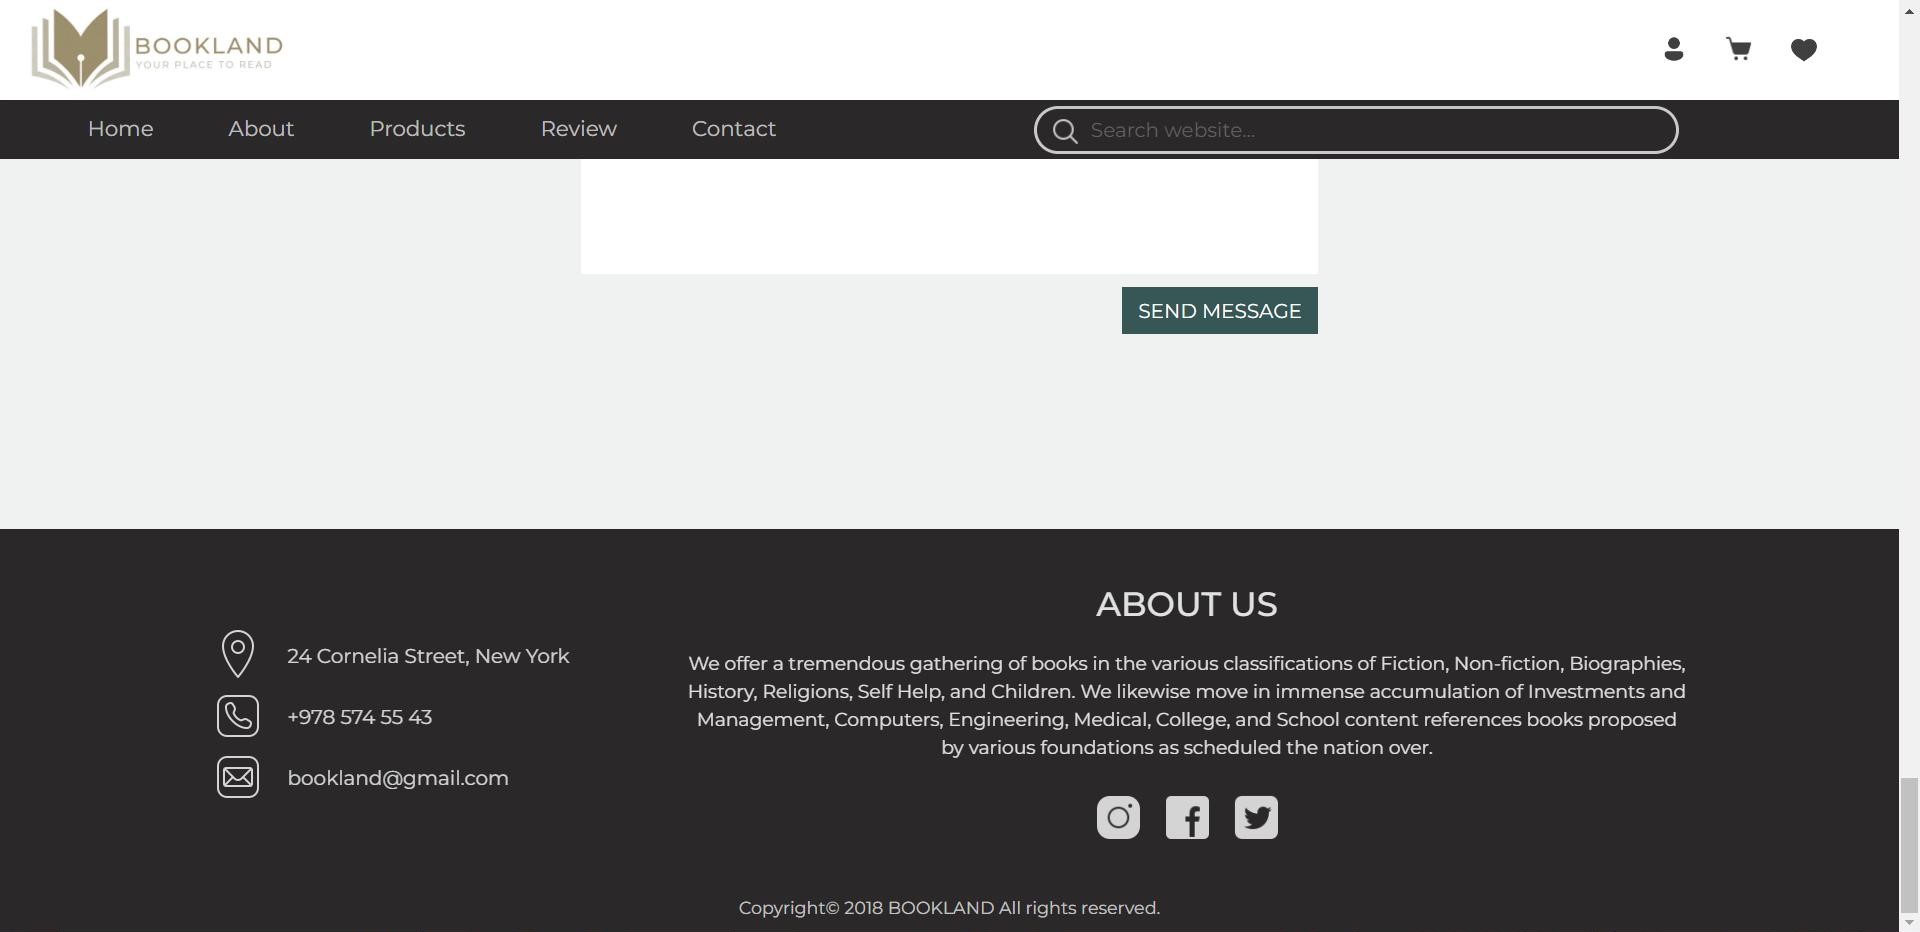 BOOKLAND
YOUR PLACE TO READ
Home
About
Products
Review
Contact
Search website...
SEND MESSAGE
24 Cornelia Street, New York
+978 574 55 43
bookland@gmail.com
ABOUT US
We offer a tremendous gathering of books in the various classifications of Fiction, Non-fiction, Biographies,
History, Religions, Self Help, and Children. We likewise move in immense accumulation of Investments and
Management, Computers, Engineering, Medical, College, and School content references books proposed
by various foundations as scheduled the nation over.
Copyright© 2018 BOOKLAND All rights reserved.